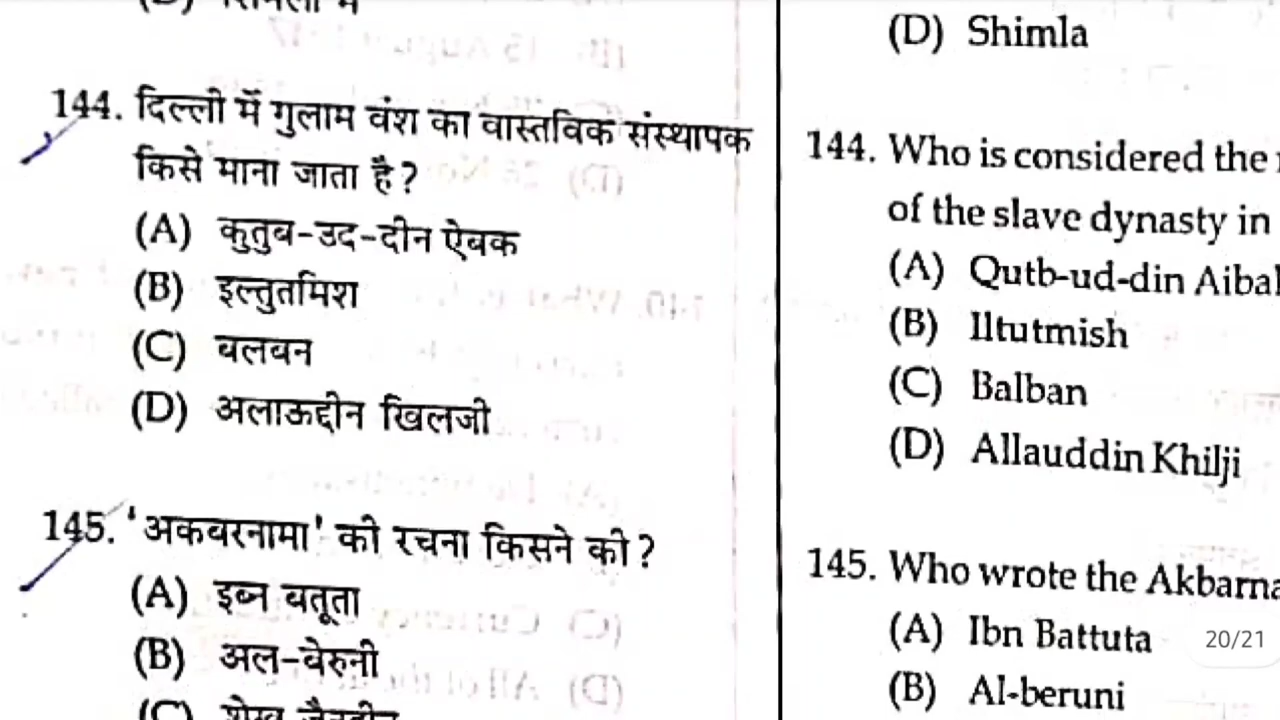 144. दिल्ली में गुलाम वंश का वास्तविक संस्थापक
किसे माना जाता है?
(A) कुतुब-उद-दीन ऐबक
(B) इल्तुतमिश
(C) बलबन
(D) अलाऊद्दीन खिलजी
145. 'अकबरनामा' की रचना किसने की?
(A) इब्न बतूता
(B) अल-बेरुनी
(D) Shimla
144. Who is considered the
of the slave dynasty in
(A) Qutb-ud-din Aibak
(B) Iltutmish
(C) Balban
(D) Allauddin Khilji
145. Who wrote the Akbarna
(A) Ibn Battuta
(B) Al-beruni
20/21